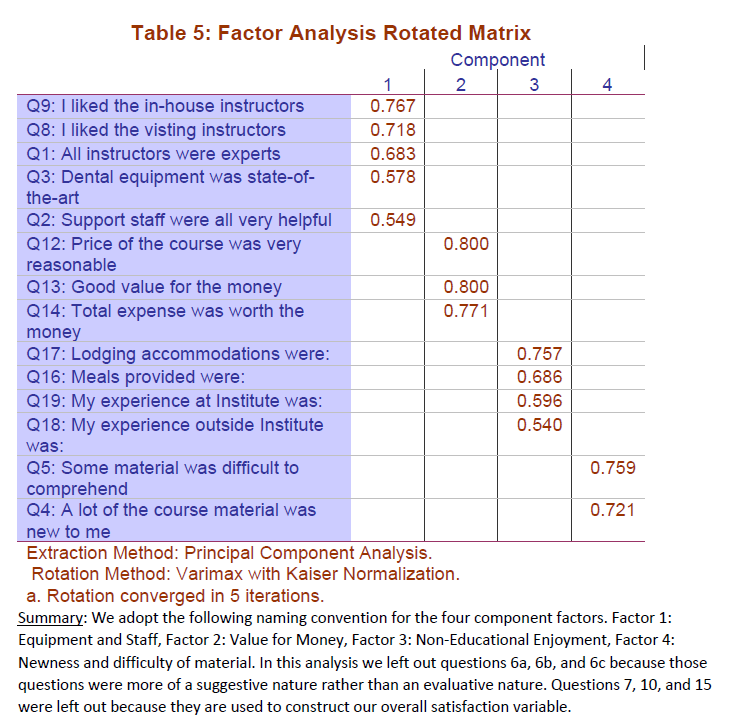 Table 5: Factor Analysis Rotated Matrix
Component
1 2 3 4
Q9: I liked the in-house instructors 0.767
Q8: I liked the visting instructors 0.718
Q1: All instructors were experts 0.683
Q3: Dental equipment was state-of- 0.578
the-art
Q2: Support staff were all very helpful 0.549
Q12: Price of the course was very 0.800
reasonable
Q13: Good value for the money 0.800
Q14: Total expense was worth the 0.771
money
Q17: Lodging accommodations were: 0.757
Q16: Meals provided were: 0.686
Q19: My experience at Institute was: 0.596
Q18: My experience outside Institute 0.540
was:
Q5: Some material was difficult to 0.759
comprehend
Q4: A lot of the course material was 0.721
new to me
Extraction Method: Principal Component Analysis.
Rotation Method: Varimax with Kaiser Normalization.
a. Rotation converged in 5 iterations.
Summary: We adopt the following naming convention for the four component factors. Factor 1:
Equipment and Staff, Factor 2: Value for Money, Factor 3: Non-Educational Enjoyment, Factor 4:
Newness and difficulty of material. In this analysis we left out questions 6a, 6b, and 6c because those
questions were more of a suggestive nature rather than an evaluative nature. Questions 7, 10, and 15
were left out because they are used to construct our overall satisfaction variable.